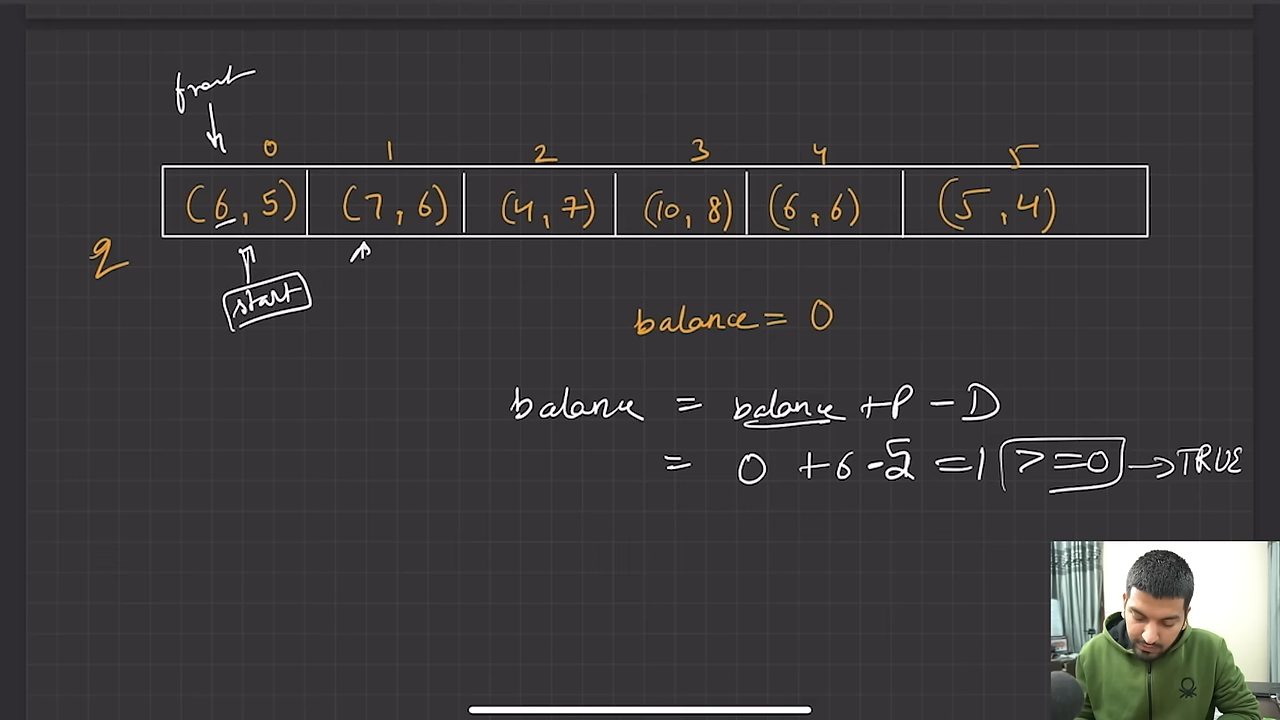 front
0 1 2 3 4 5
(6,5) (7,6) (4,7) (10,8) (6,6) (5,4)
q
start
balance = 0
balance = balance +P - D
= 0 +6 -5 =1 >=0 → TRUE